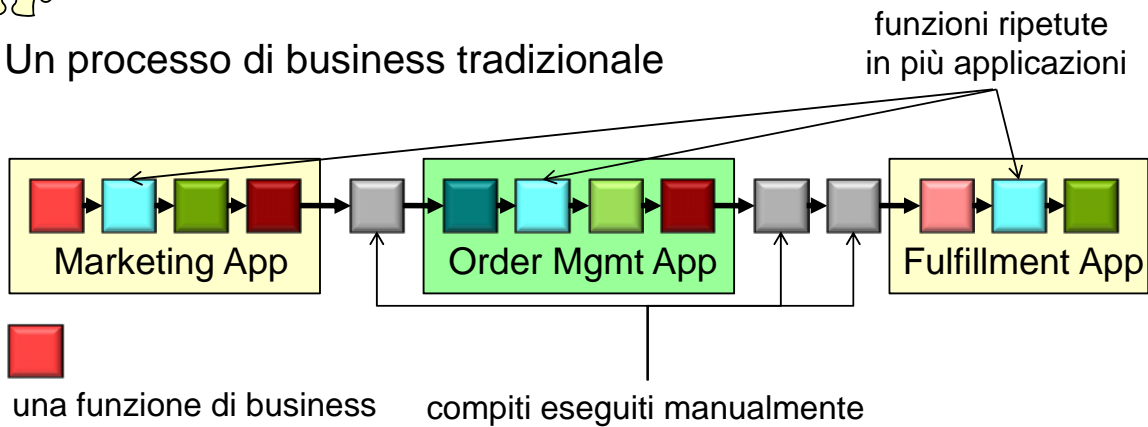 funzioni ripetute
Un processo di business tradizionale
in più applicazioni
Marketing App
Order Mgmt App
Fulfillment App
una funzione di business
compiti eseguiti manualmente